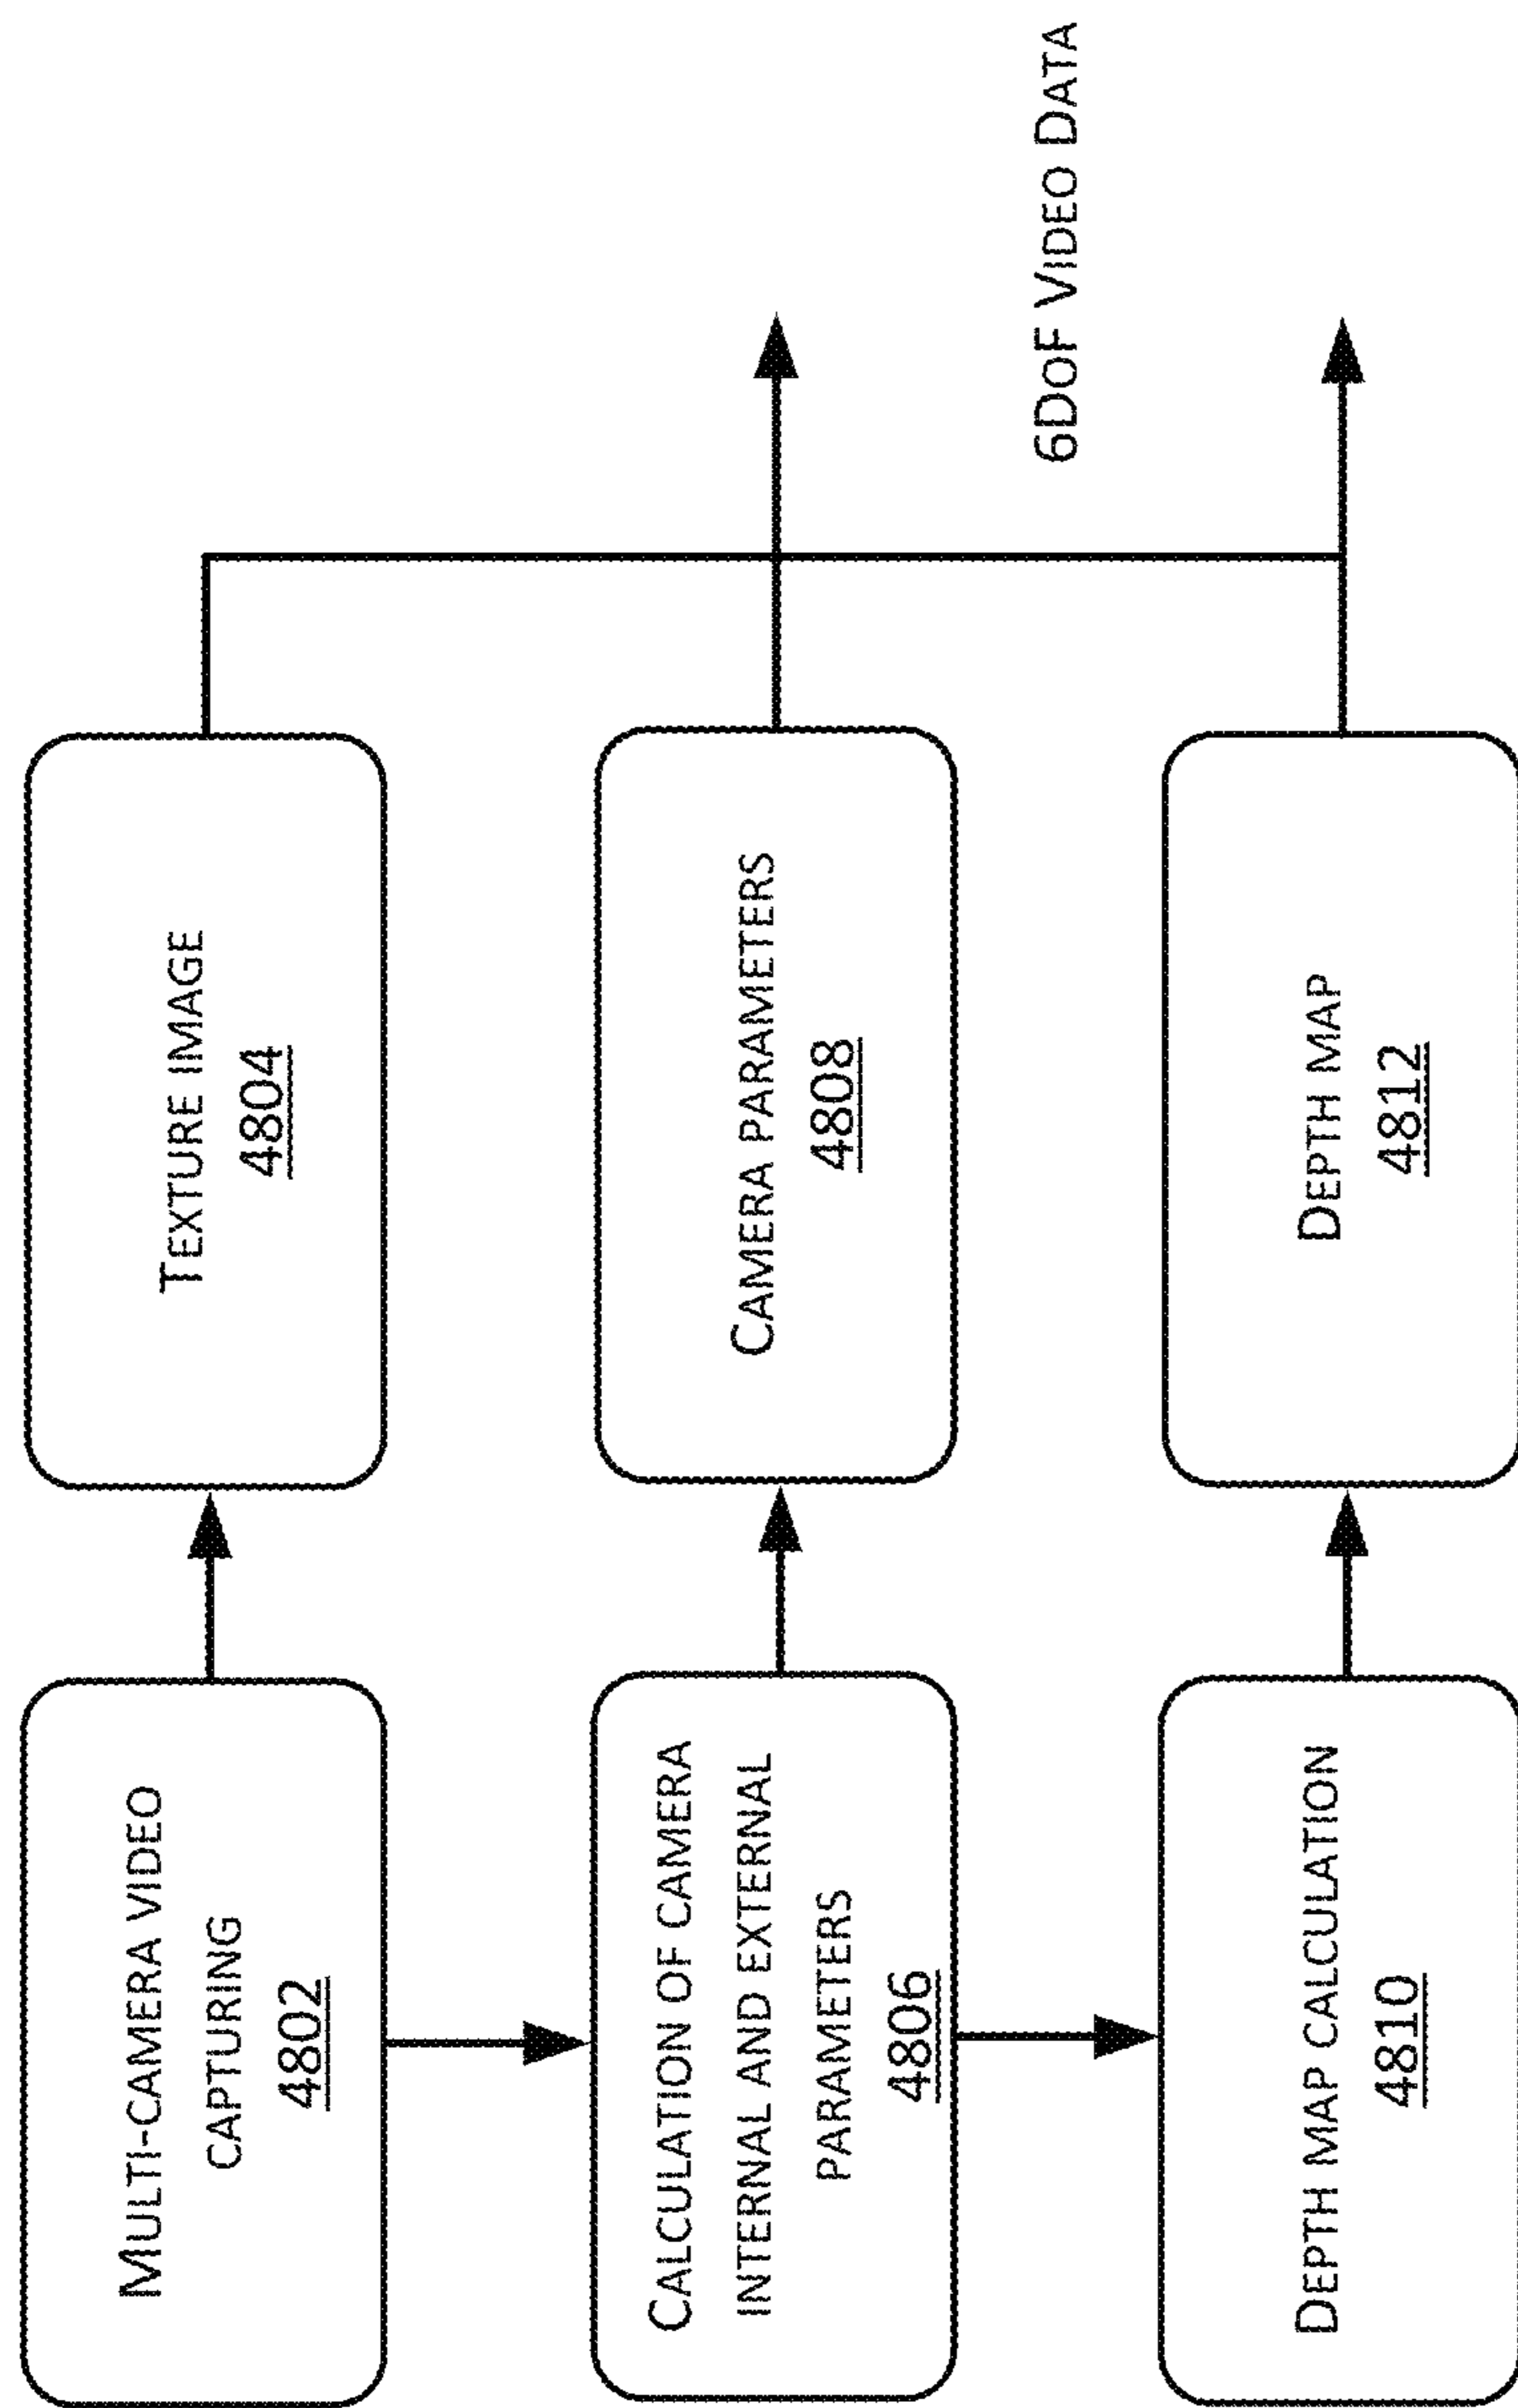 MULTI-CAMERA VIDEO
CAPTURING
4802
TEXTURE IMAGE
4804
CALCULATION OF CAMERA
INTERNAL AND EXTERNAL
PARAMETERS
4806
CAMERA PARAMETERS
4808
6DOF VIDEO DATA
DEPTH MAP CALCULATION
4810
DEPTH MAP
4812